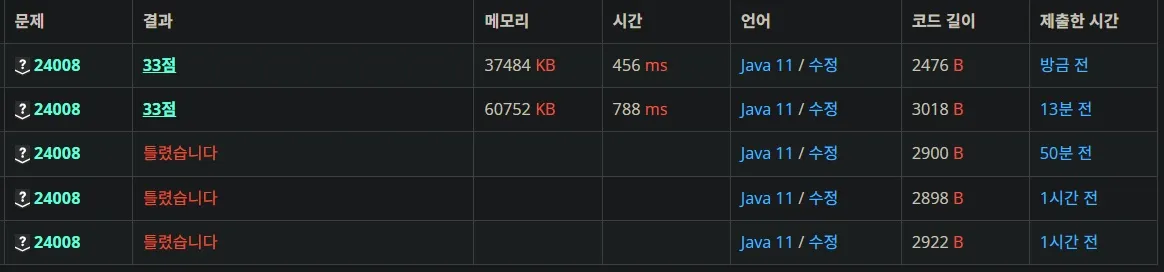 문제 결과 메모리 시간 언어 코드 길이 제출한 시간
? 24008 33점 37484 KB 456 ms Java 11 / 수정 2476 B 방금 전
? 24008 33점 60752 KB 788 ms Java 11 / 수정 3018 B 13분 전
? 24008 틀렸습니다 Java 11 / 수정 2900 B 50분 전
? 24008 틀렸습니다 Java 11 / 수정 2898 B 1시간 전
? 24008 틀렸습니다 Java 11 / 수정 2922 B 1시간 전